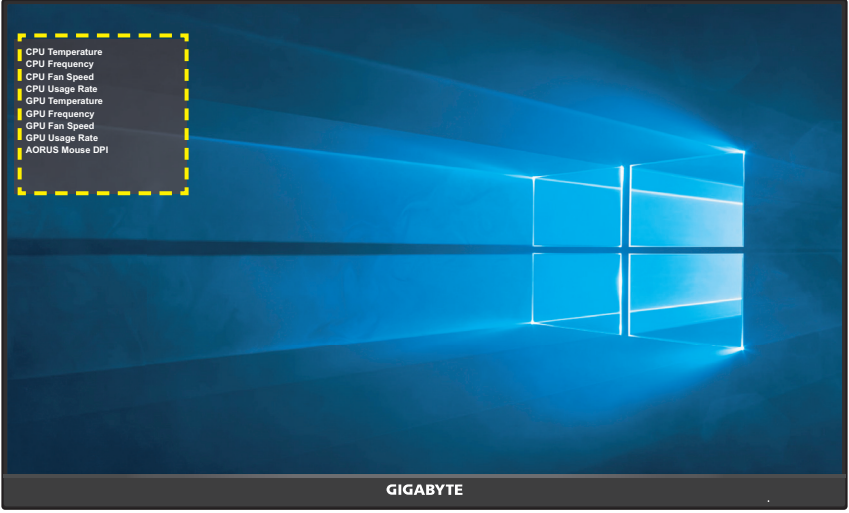 CPU Temperature
CPU Frequency
CPU Fan Speed
CPU Usage Rate
GPU Temperature
GPU Frequency
GPU Fan Speed
GPU Usage Rate
AORUS Mouse DPI
GIGABYTE